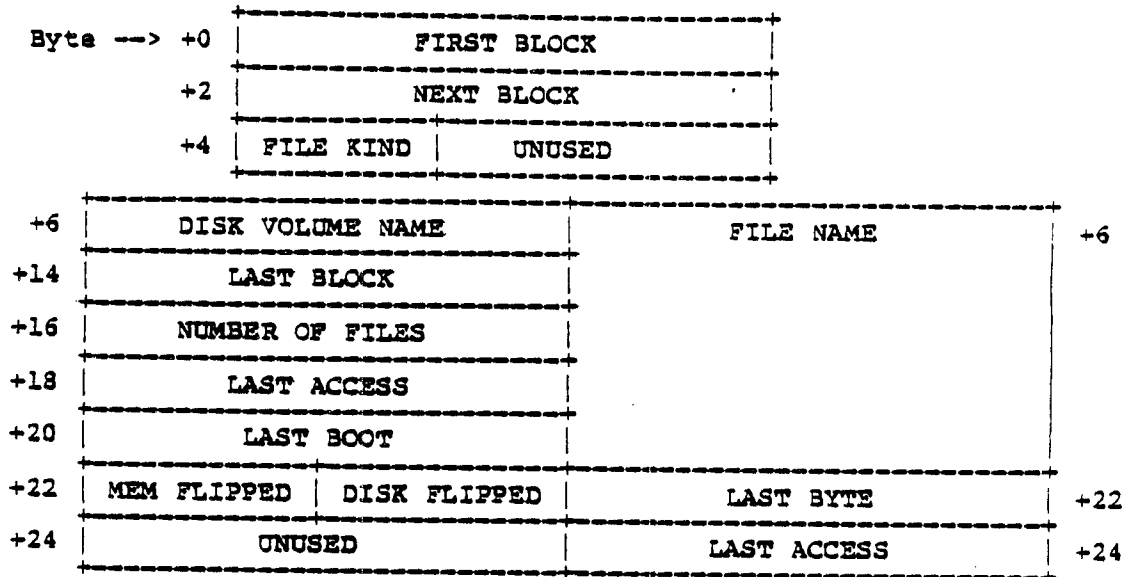 Byte --> +0 FIRST BLOCK
+2 NEXT BLOCK
+4 FILE KIND UNUSED
+6 DISK VOLUME NAME FILE NAME +6
+14 LAST BLOCK
+16 NUMBER OF FILES
+18 LAST ACCESS
+20 LAST BOOT
+22 MEM FLIPPED DISK FLIPPED LAST BYTE +22
+24 UNUSED LAST ACCESS +24